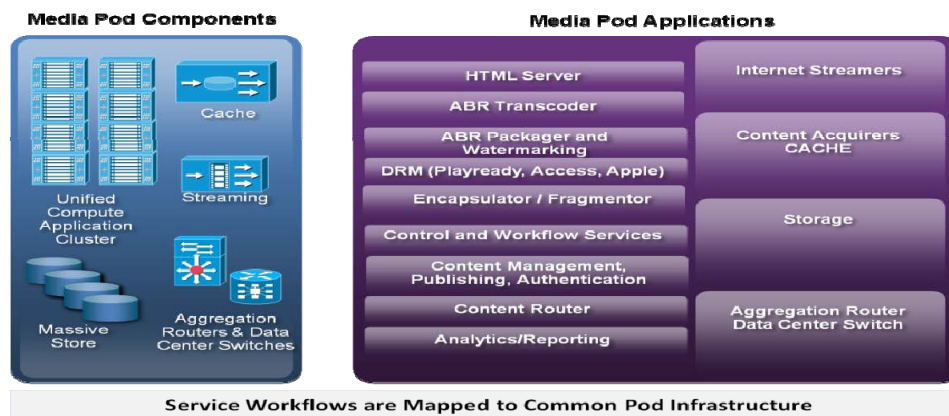 Media Pod Components
Media Pod Applications
Cache
Unified
Compute
Application
Cluster
Streaming
Massive
Store
Aggregation
Routers & Data
Center Switches
HTML Server
ABR Transcoder
ABR Packager and
Watermarking
DRM (Playready, Access, Apple)
Encapsulator / Fragmentor
Control and Workflow Services
Content Management,
Publishing, Authentication
Content Router
Analytics/Reporting
Internet Streamers
Content Acquirers
CACHE
Storage
Aggregation Router
Data Center Switch
Service Workflows are Mapped to Common Pod Infrastructure